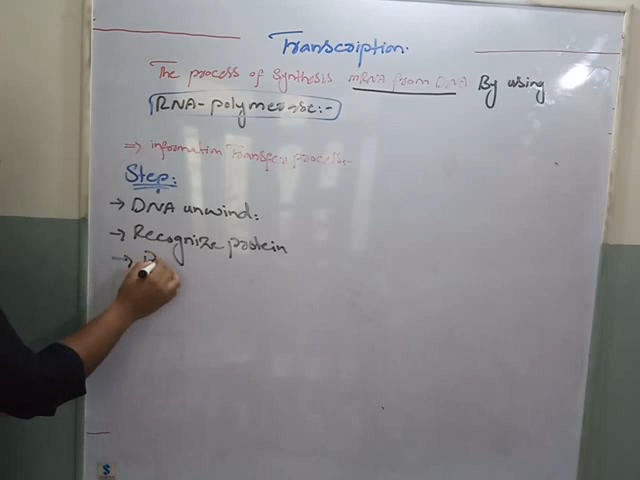 Transcription.
The process of Synthesis mRNA from DNA By using
RNA-polymerase:-
⇒ information Transfer process:-
Step:
→ DNA unwind:
→ Recognize protein
→